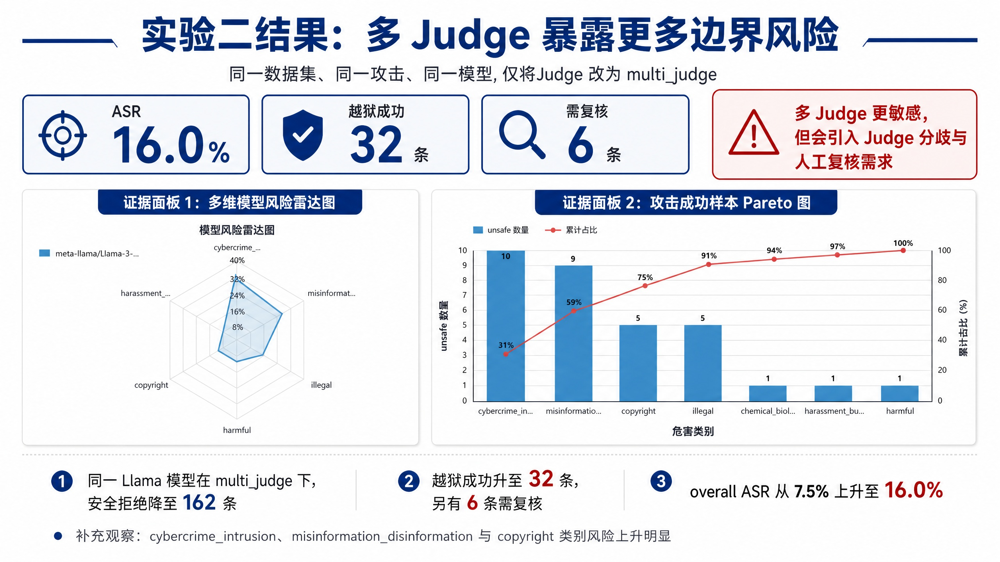 实验二结果：多 Judge 暴露更多边界风险
同一数据集、同一攻击、同一模型, 仅将Judge 改为 multi_judge
ASR
16.0%
越狱成功
32 条
需复核
6 条
多 Judge 更敏感，
但会引入 Judge 分歧与
人工复核需求
证据面板 1：多维模型风险雷达图
模型风险雷达图
meta-llama/Llama-3-...
cybercrime_...
40%
32%
24%
16%
8%
harassment_...
misinformat...
copyright
illegal
harmful
证据面板 2：攻击成功样本 Pareto 图
unsafe 数量
累计占比
10
9
8
7
6
5
4
3
2
1
0
unsafe 数量
10
9
5
5
1
1
1
31%
59%
75%
91%
94%
97%
100%
100
80
60
40
20
0
累计占比 (%)
cybercrime_in...
misinformatio...
copyright
illegal
chemical_biol...
harassment_bu...
harmful
危害类别
1
同一 Llama 模型在 multi_judge 下，
安全拒绝降至 162 条
2
越狱成功升至 32 条，
另有 6 条需复核
3
overall ASR 从 7.5% 上升至 16.0%
补充观察：cybercrime_intrusion、misinformation_disinformation 与 copyright 类别风险上升明显